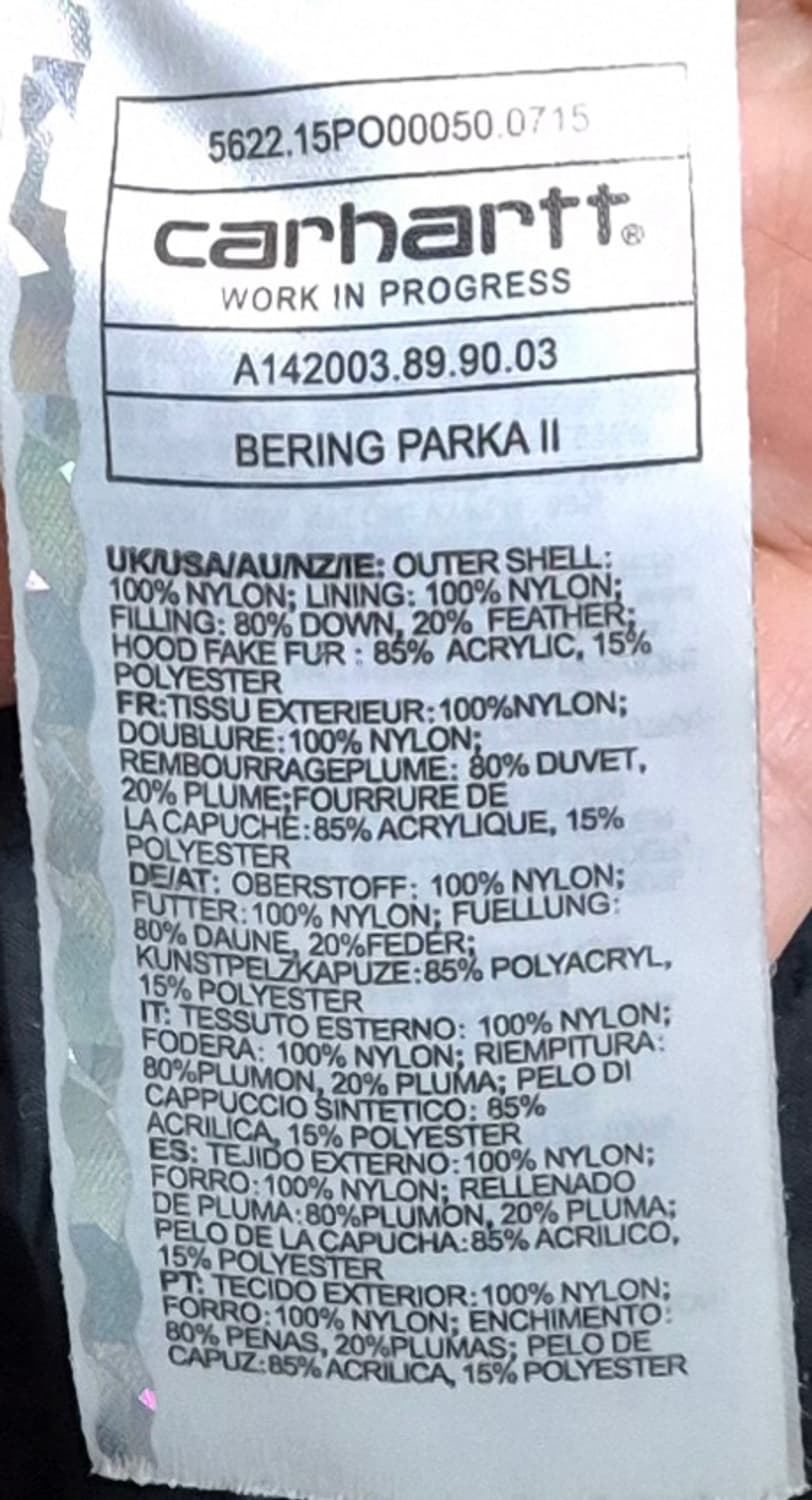 5622.15PO00050.0715
carhartt®
WORK IN PROGRESS
A142003.89.90.03
BERING PARKA II
UK/USA/AU/NZ/IE: OUTER SHELL:
100% NYLON; LINING: 100% NYLON;
FILLING: 80% DOWN, 20% FEATHER;
HOOD FAKE FUR : 85% ACRYLIC, 15%
POLYESTER
FR:TISSU EXTERIEUR:100%NYLON;
DOUBLURE:100% NYLON;
REMBOURRAGEPLUME: 80% DUVET,
20% PLUME;FOURRURE DE
LA CAPUCHE:85% ACRYLIQUE, 15%
POLYESTER
DE/AT: OBERSTOFF: 100% NYLON;
FUTTER:100% NYLON; FUELLUNG:
80% DAUNE, 20%FEDER;
KUNSTPELZKAPUZE:85% POLYACRYL,
15% POLYESTER
IT: TESSUTO ESTERNO: 100% NYLON;
FODERA: 100% NYLON; RIEMPITURA:
80%PLUMON, 20% PLUMA; PELO DI
CAPPUCCIO SINTETICO: 85%
ACRILICA, 15% POLYESTER
ES: TEJIDO EXTERNO:100% NYLON;
FORRO:100% NYLON; RELLENADO
DE PLUMA:80%PLUMON, 20% PLUMA;
PELO DE LA CAPUCHA:85% ACRILICO,
15% POLYESTER
PT: TECIDO EXTERIOR:100% NYLON;
FORRO:100% NYLON; ENCHIMENTO:
80% PENAS, 20%PLUMAS; PELO DE
CAPUZ:85% ACRILICA, 15% POLYESTER